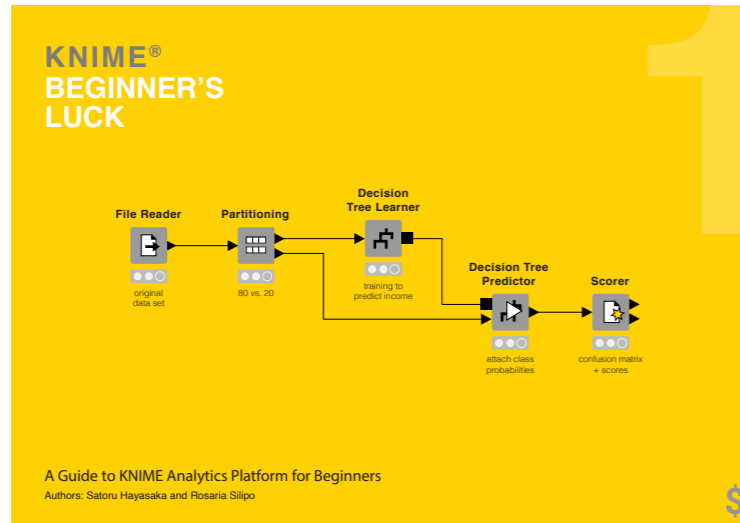 KNIME®
BEGINNER'S
LUCK
1
File Reader
original
data set
Partitioning
80 vs. 20
Decision
Tree Learner
training to
predict income
Decision Tree
Predictor
attach class
probabilities
Scorer
confusion matrix
+ scores
A Guide to KNIME Analytics Platform for Beginners
Authors: Satoru Hayasaka and Rosaria Silipo
$